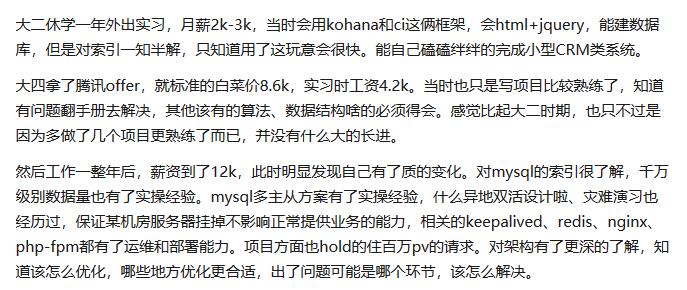 大二休学一年外出实习，月薪2k-3k，当时会用kohana和ci这俩框架，会html+jquery，能建数据
库，但是对索引一知半解，只知道用了这玩意会很快。能自己磕磕绊绊的完成小型CRM类系统。
大四拿了腾讯offer，就标准的白菜价8.6k，实习时工资4.2k。当时也只是写项目比较熟练了，知道
有问题翻手册去解决，其他该有的算法、数据结构啥的必须得会。感觉比起大二时期，也只不过是
因为多做了几个项目更熟练了而已，并没有什么大的长进。
然后工作一整年后，薪资到了12k，此时明显发现自己有了质的变化。对mysql的索引很了解，千万
级别数据量也有了实操经验。mysql多主从方案有了实操经验，什么异地双活设计啦、灾难演习也
经历过，保证某机房服务器挂掉不影响正常提供业务的能力，相关的keepalived、redis、nginx、
php-fpm都有了运维和部署能力。项目方面也hold的住百万pv的请求。对架构有了更深的了解，知
道该怎么优化，哪些地方优化更合适，出了问题可能是哪个环节，该怎么解决。